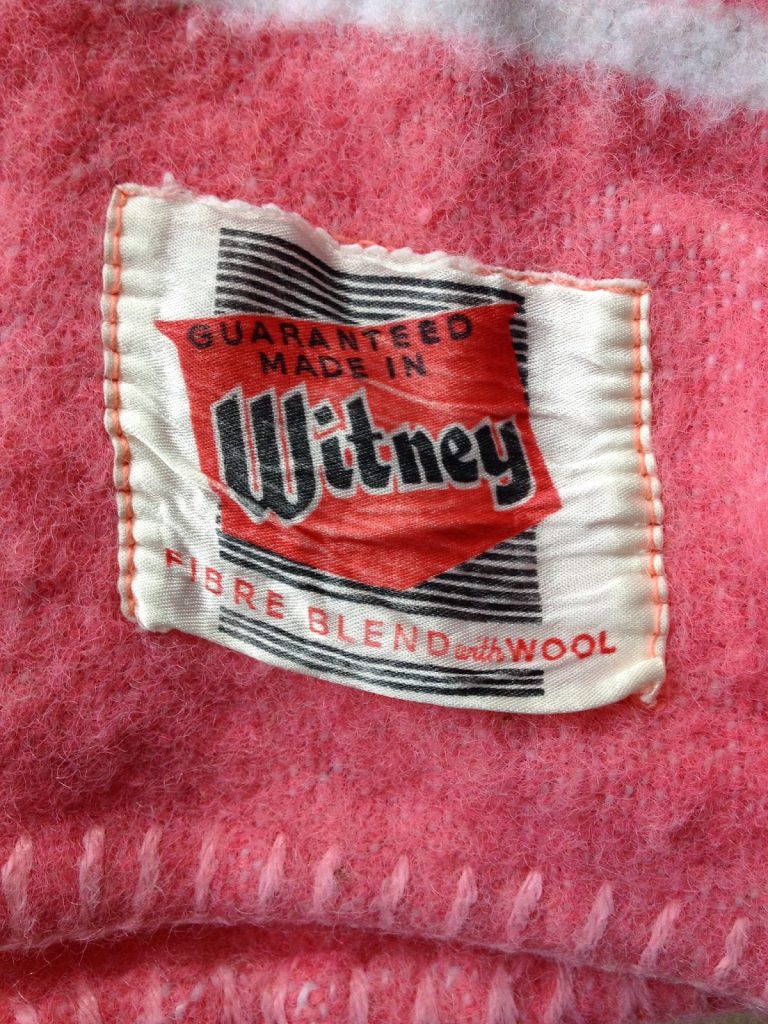 GUARANTEED
MADE IN
Witney
FIBRE BLEND with WOOL